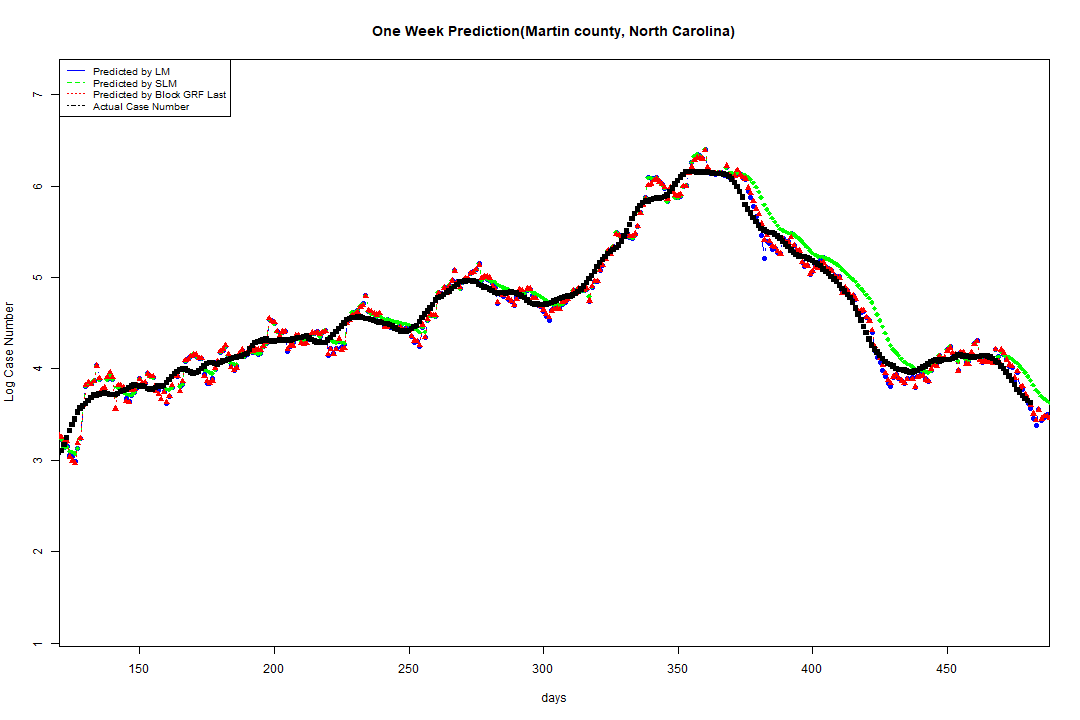 One Week Prediction(Martin county, North Carolina)
Predicted by LM
Predicted by SLM
Predicted by Block GRF Last
Actual Case Number
7
6
5
4
3
2
1
Log Case Number
150 200 250 300 350 400 450
days